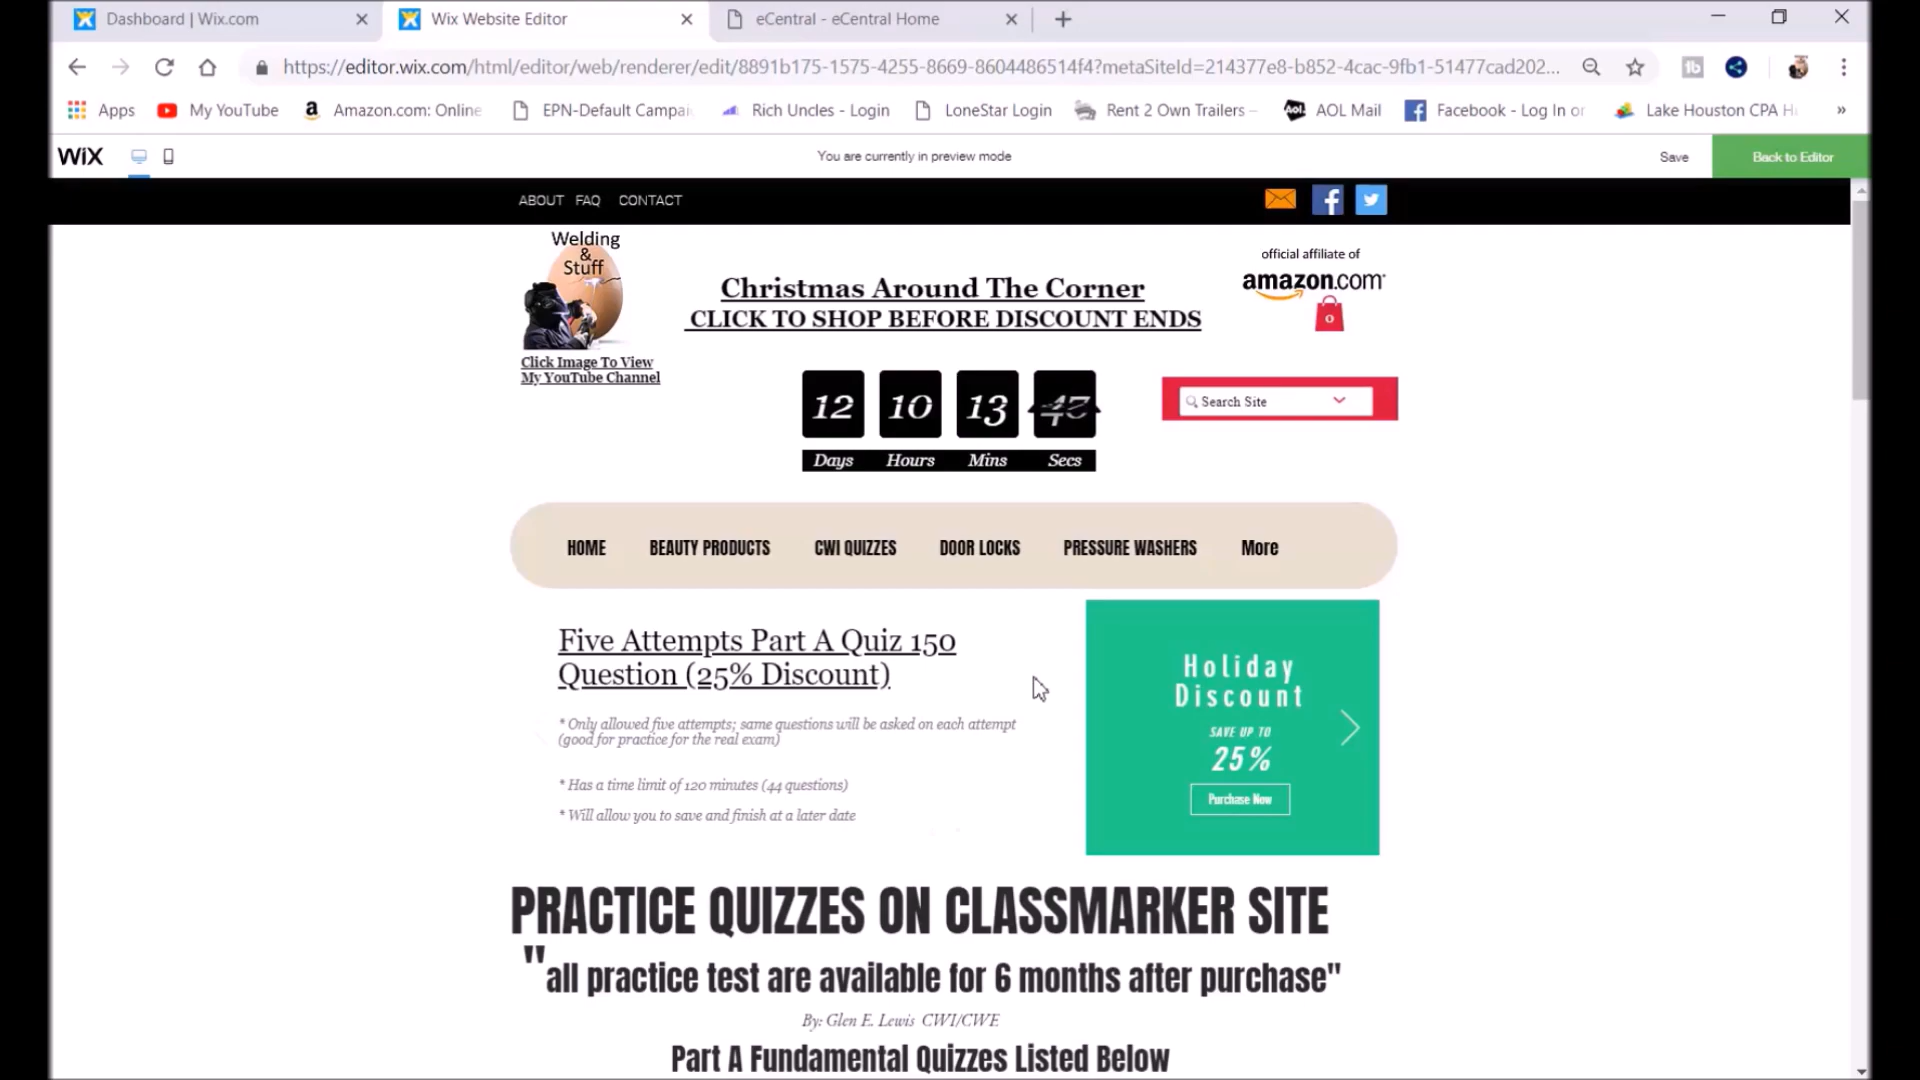 Dashboard | Wix.com
Wix Website Editor
eCentral - eCentral Home
https://editor.wix.com/html/editor/web/renderer/edit/8891b175-1575-4255-8669-8604486514f4?metaSiteId=214377e8-b852-4cac-9fb1-51477cad202...
Apps
My YouTube
Amazon.com: Online
EPN-Default Campai
Rich Uncles - Login
LoneStar Login
Rent 2 Own Trailers –
AOL Mail
Facebook - Log In or
Lake Houston CPA H
»
WiX
You are currently in preview mode
Save
Back to Editor
ABOUT FAQ CONTACT
Welding
&
Stuff
Click Image To View
My YouTube Channel
Christmas Around The Corner
CLICK TO SHOP BEFORE DISCOUNT ENDS
official affiliate of
amazon.com
0
12 10 13
Days Hours Mins Secs
Search Site
HOME BEAUTY PRODUCTS CWI QUIZZES DOOR LOCKS PRESSURE WASHERS More
Five Attempts Part A Quiz 150
Question (25% Discount)
* Only allowed five attempts; same questions will be asked on each attempt
(good for practice for the real exam)
* Has a time limit of 120 minutes (44 questions)
* Will allow you to save and finish at a later date
Holiday
Discount
SAVE UP TO
25%
Purchase Now
PRACTICE QUIZZES ON CLASSMARKER SITE
"all practice test are available for 6 months after purchase"
By: Glen E. Lewis CWI/CWE
Part A Fundamental Quizzes Listed Below